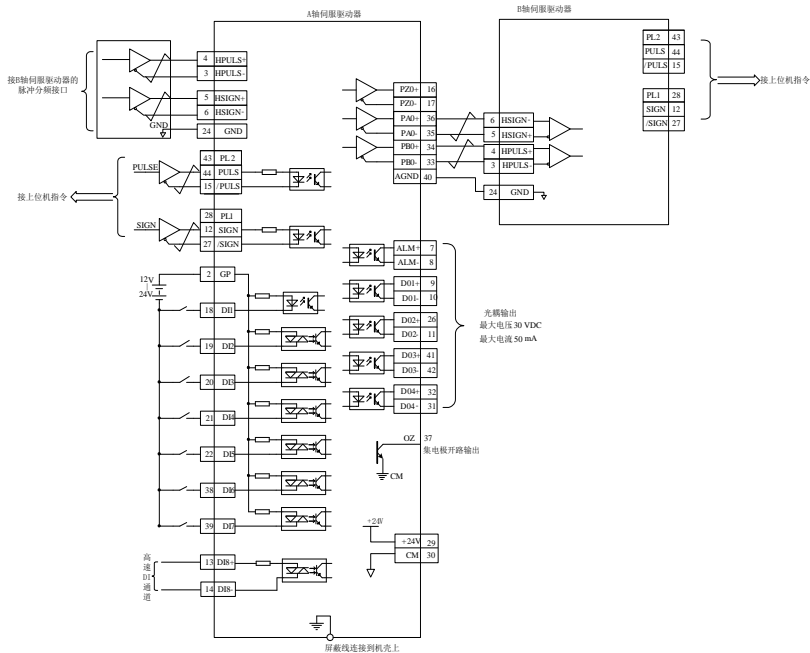 A轴伺服驱动器
B轴伺服驱动器
接B轴伺服驱动器的
脉冲分频接口
4 HPULS+
3 HPULS-
5 HSIGN+
6 HSIGN-
GND
24 GND
43 PL 2
PULSE
44 PULS
15 /PULS
接上位机指令
28 PL1
SIGN
12 SIGN
27 /SIGN
2 GP
12V
24V
18 DI1
19 DI2
20 DI3
21 DI4
22 DI5
38 DI6
39 DI7
高速DI通道
13 DI8+
14 DI8-
屏蔽线连接到机壳上
PZ0+ 16
PZ0- 17
PA0+ 36
PA0- 35
PB0+ 34
PB0- 33
AGND 40
ALM+ 7
ALM- 8
D01+ 9
D01- 10
D02+ 26
D02- 11
D03+ 41
D03- 42
D04+ 32
D04- 31
光耦输出
最大电压30 VDC
最大电流50 mA
OZ 37
集电极开路输出
CM
+24V
+24V 29
CM 30
6 HSIGN-
5 HSIGN+
4 HPULS+
3 HPULS-
24 GND
PL2 43
PULS 44
/PULS 15
PL1 28
SIGN 12
/SIGN 27
接上位机指令